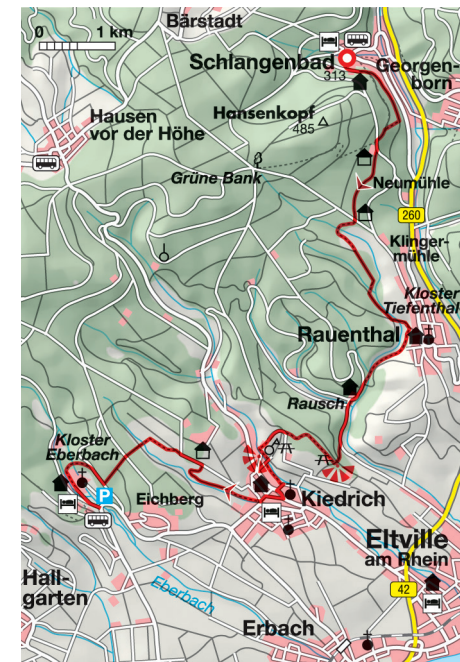 Bärstadt
0 1 km
Schlangenbad
313
Georgen-
born
Hansenkopf
485
Hausen
vor der Höhe
Grüne Bank
Neumühle
260
Klinger-
mühle
Kloster
Tiefenthal
Rauenthal
Rausch
Kloster
Eberbach
P
Eichberg
Kiedrich
Eltville
am Rhein
Hall-
garten
Eberbach
42
Erbach